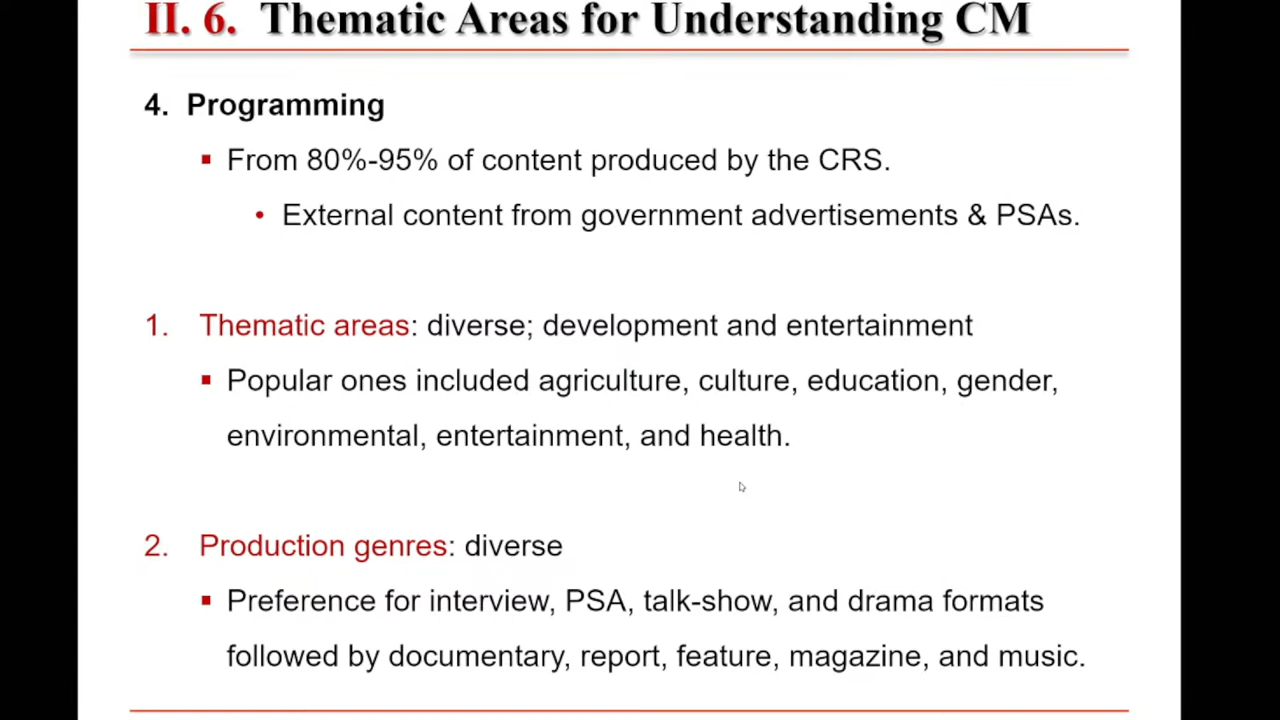 II. 6. Thematic Areas for Understanding CM
4. Programming
▪ From 80%-95% of content produced by the CRS.
• External content from government advertisements & PSAs.
1. Thematic areas: diverse; development and entertainment
▪ Popular ones included agriculture, culture, education, gender,
environmental, entertainment, and health.
2. Production genres: diverse
▪ Preference for interview, PSA, talk-show, and drama formats
followed by documentary, report, feature, magazine, and music.